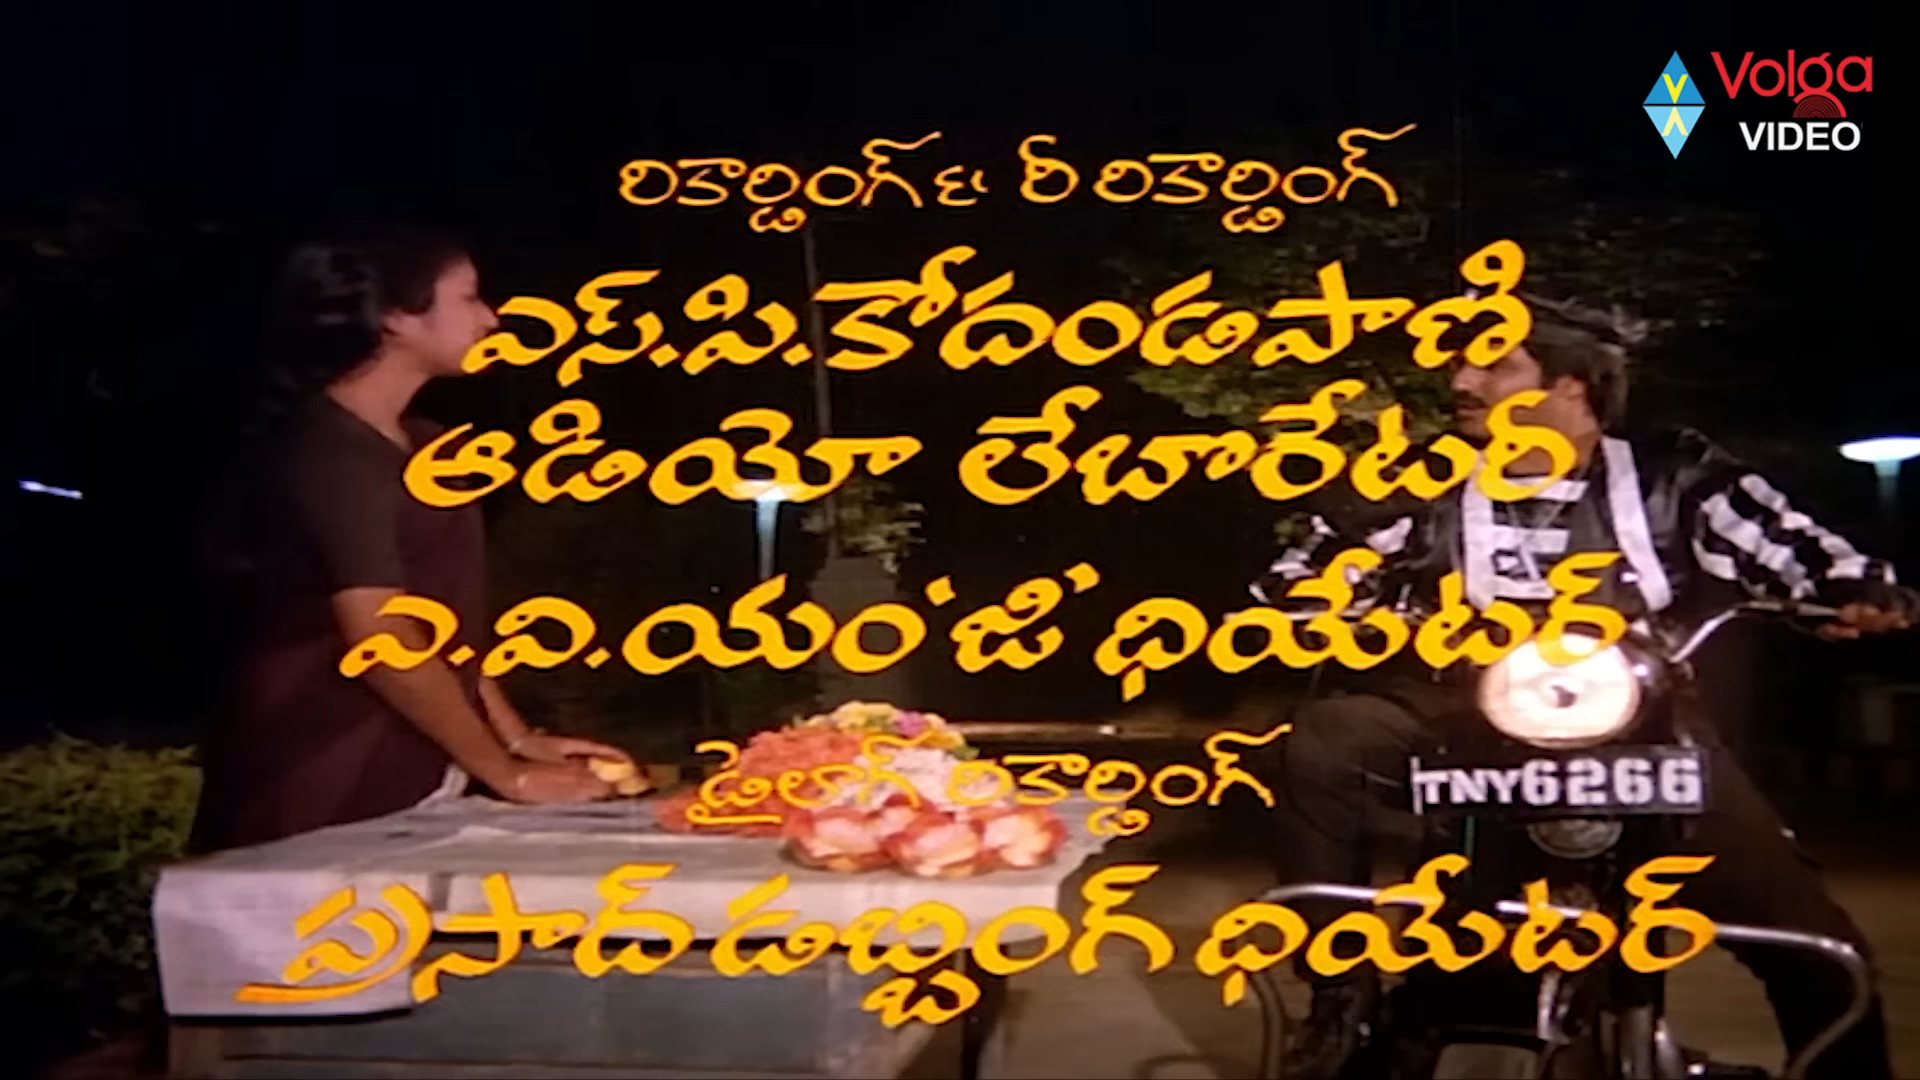 Volga
VIDEO
రికార్డింగ్ & రీ రికార్డింగ్
ఎస్.పి.కోదండపాణి
ఆడియో లేబొరేటరీ
ఎ.వి.యం'జి' థియేటర్
డైలాగ్ రికార్డింగ్
TNY6266
ప్రసాద్ డబ్బింగ్ థియేటర్